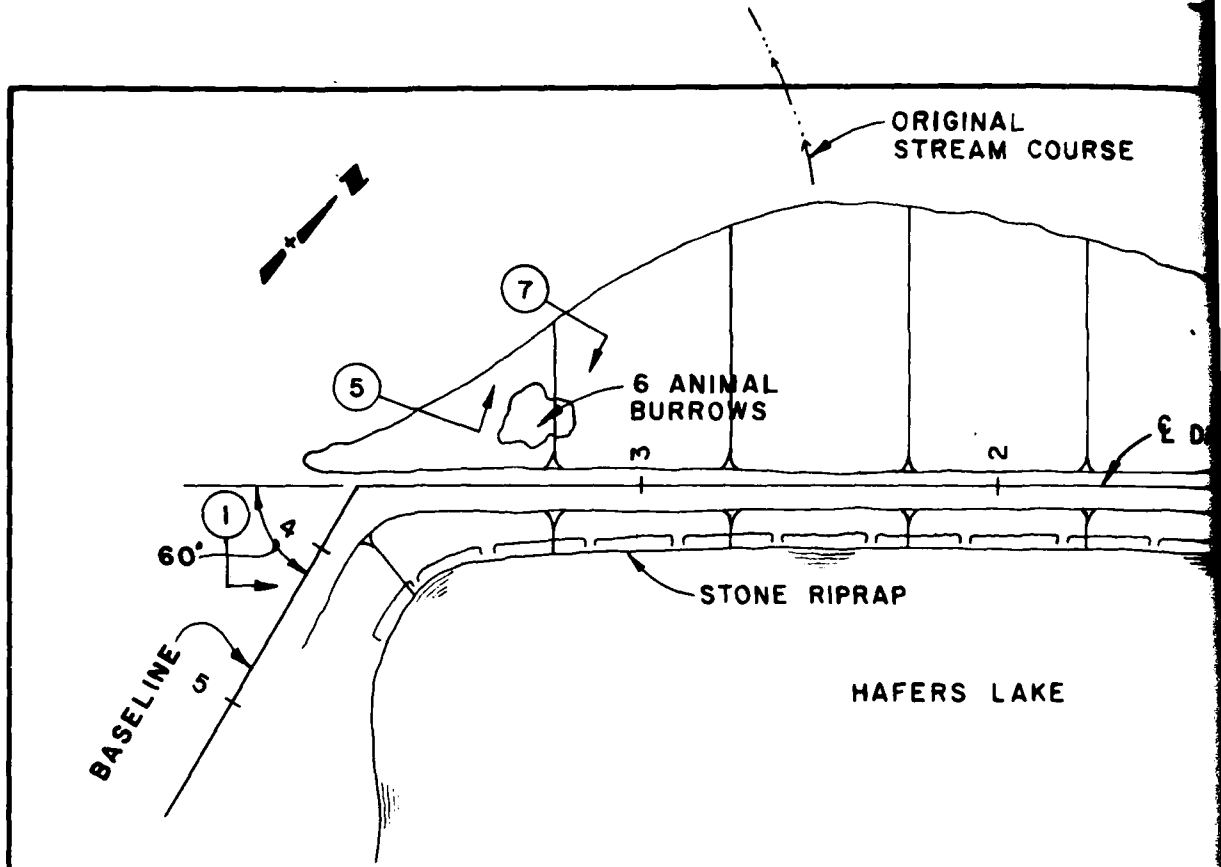 ORIGINAL
STREAM COURSE
N
7
5
6 ANIMAL
BURROWS
3
2
℄
1
4
60°
STONE RIPRAP
BASELINE
5
HAFERS LAKE